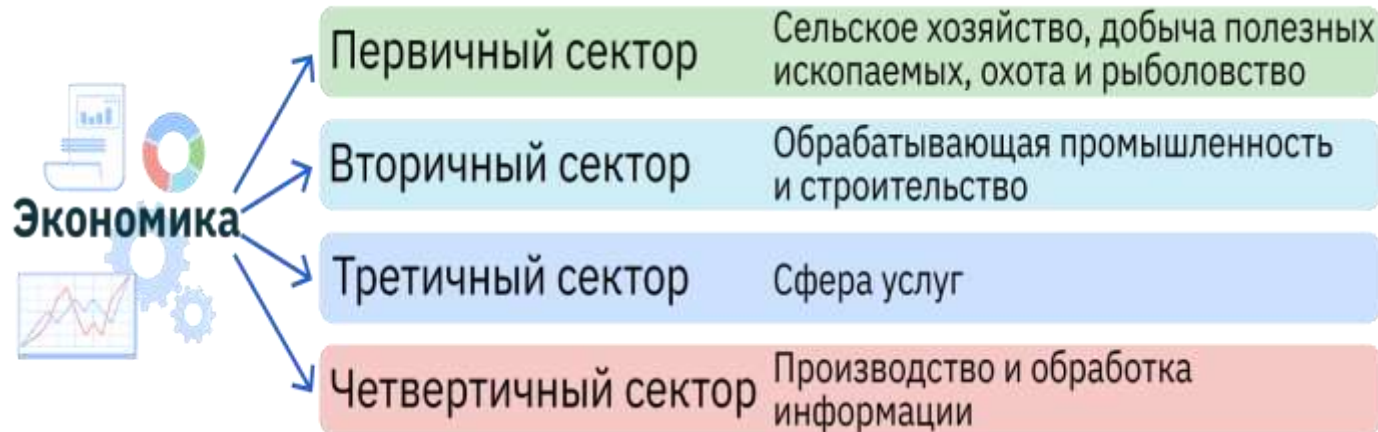 Экономика
Первичный сектор
Сельское хозяйство, добыча полезных
ископаемых, охота и рыболовство
Вторичный сектор
Обрабатывающая промышленность
и строительство
Третичный сектор
Сфера услуг
Четвертичный сектор
Производство и обработка
информации